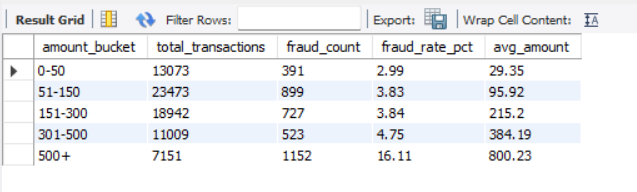 Result Grid Filter Rows: Export: Wrap Cell Content:
amount_bucket total_transactions fraud_count fraud_rate_pct avg_amount
0-50 13073 391 2.99 29.35
51-150 23473 899 3.83 95.92
151-300 18942 727 3.84 215.2
301-500 11009 523 4.75 384.19
500+ 7151 1152 16.11 800.23